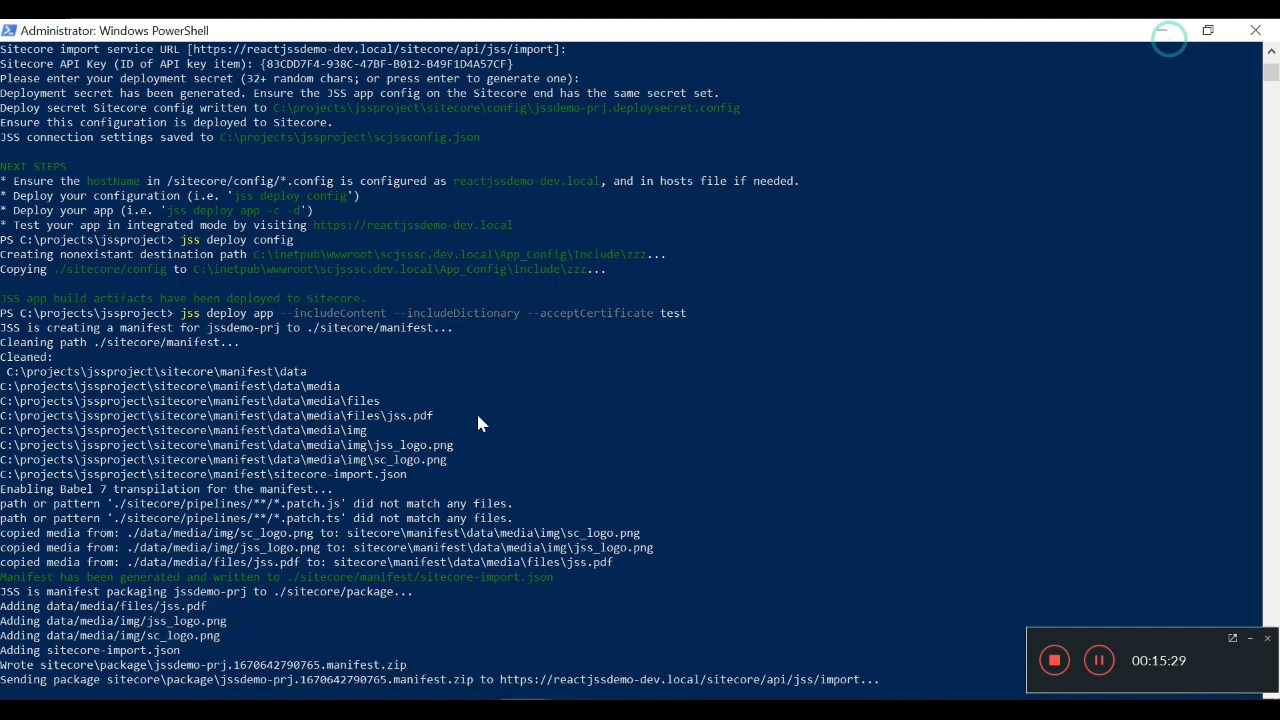 Administrator: Windows PowerShell
Sitecore import service URL [https://reactjssdemo-dev.local/sitecore/api/jss/import]:
Sitecore API Key (ID of API key item): {83CDD7F4-938C-47BF-B012-B49F1D4A57CF}
Please enter your deployment secret (32+ random chars; or press enter to generate one):
Deployment secret has been generated. Ensure the JSS app config on the Sitecore end has the same secret set.
Deploy secret Sitecore config written to C:\projects\jssproject\sitecore\config\jssdemo-prj.deploysecret.config
Ensure this configuration is deployed to Sitecore.
JSS connection settings saved to C:\projects\jssproject\scjssconfig.json
NEXT STEPS
* Ensure the hostName in /sitecore/config/*.config is configured as reactjssdemo-dev.local, and in hosts file if needed.
* Deploy your configuration (i.e. 'jss deploy config')
* Deploy your app (i.e. 'jss deploy app -c -d')
* Test your app in integrated mode by visiting https://reactjssdemo-dev.local
PS C:\projects\jssproject> jss deploy config
Creating nonexistant destination path C:\inetpub\wwwroot\scjsssc.dev.local\App_Config\Include\zzz...
Copying ./sitecore/config to C:\inetpub\wwwroot\scjsssc.dev.local\App_Config\Include\zzz...
JSS app build artifacts have been deployed to Sitecore.
PS C:\projects\jssproject> jss deploy app --includeContent --includeDictionary --acceptCertificate test
JSS is creating a manifest for jssdemo-prj to ./sitecore/manifest...
Cleaning path ./sitecore/manifest...
Cleaned:
C:\projects\jssproject\sitecore\manifest\data
C:\projects\jssproject\sitecore\manifest\data\media
C:\projects\jssproject\sitecore\manifest\data\media\files
C:\projects\jssproject\sitecore\manifest\data\media\files\jss.pdf
C:\projects\jssproject\sitecore\manifest\data\media\img
C:\projects\jssproject\sitecore\manifest\data\media\img\jss_logo.png
C:\projects\jssproject\sitecore\manifest\data\media\img\sc_logo.png
C:\projects\jssproject\sitecore\manifest\sitecore-import.json
Enabling Babel 7 transpilation for the manifest...
path or pattern './sitecore/pipelines/**/*.patch.js' did not match any files.
path or pattern './sitecore/pipelines/**/*.patch.ts' did not match any files.
copied media from: ./data/media/img/sc_logo.png to: sitecore\manifest\data\media\img\sc_logo.png
copied media from: ./data/media/img/jss_logo.png to: sitecore\manifest\data\media\img\jss_logo.png
copied media from: ./data/media/files/jss.pdf to: sitecore\manifest\data\media\files\jss.pdf
Manifest has been generated and written to ./sitecore/manifest/sitecore-import.json
JSS is manifest packaging jssdemo-prj to ./sitecore/package...
Adding data/media/files/jss.pdf
Adding data/media/img/jss_logo.png
Adding data/media/img/sc_logo.png
Adding sitecore-import.json
Wrote sitecore\package\jssdemo-prj.1670642790765.manifest.zip
Sending package sitecore\package\jssdemo-prj.1670642790765.manifest.zip to https://reactjssdemo-dev.local/sitecore/api/jss/import...
00:15:29